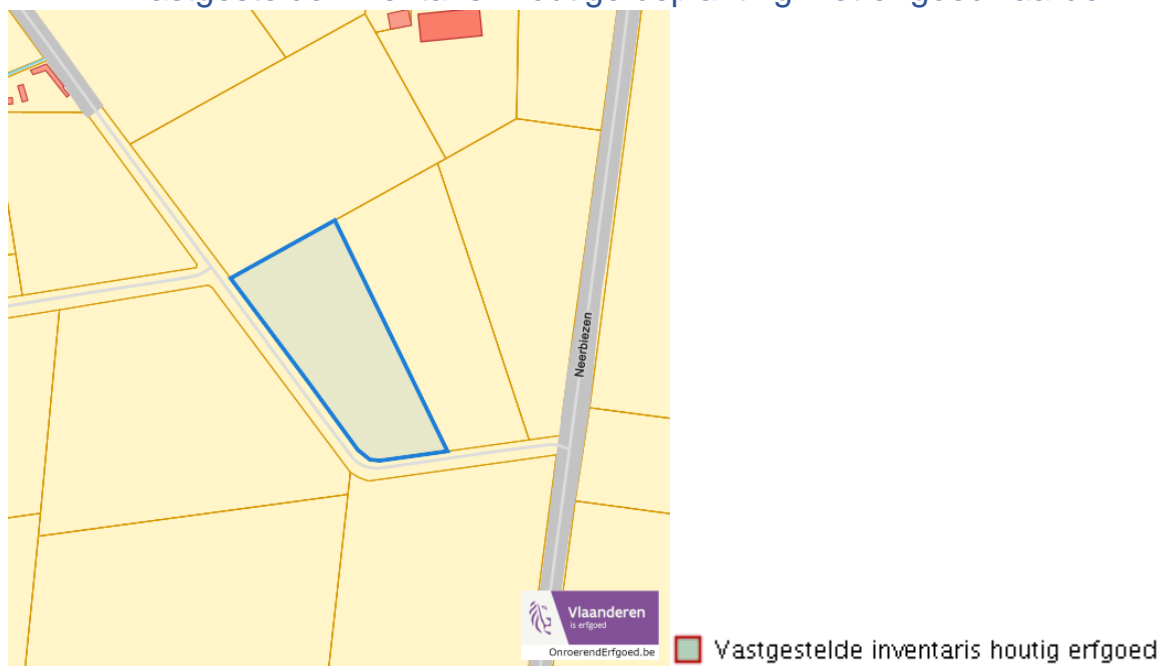 Neerbiezen
Vlaanderen
is erfgoed
OnroerendErfgoed.be
Vastgestelde inventaris houtig erfgoed